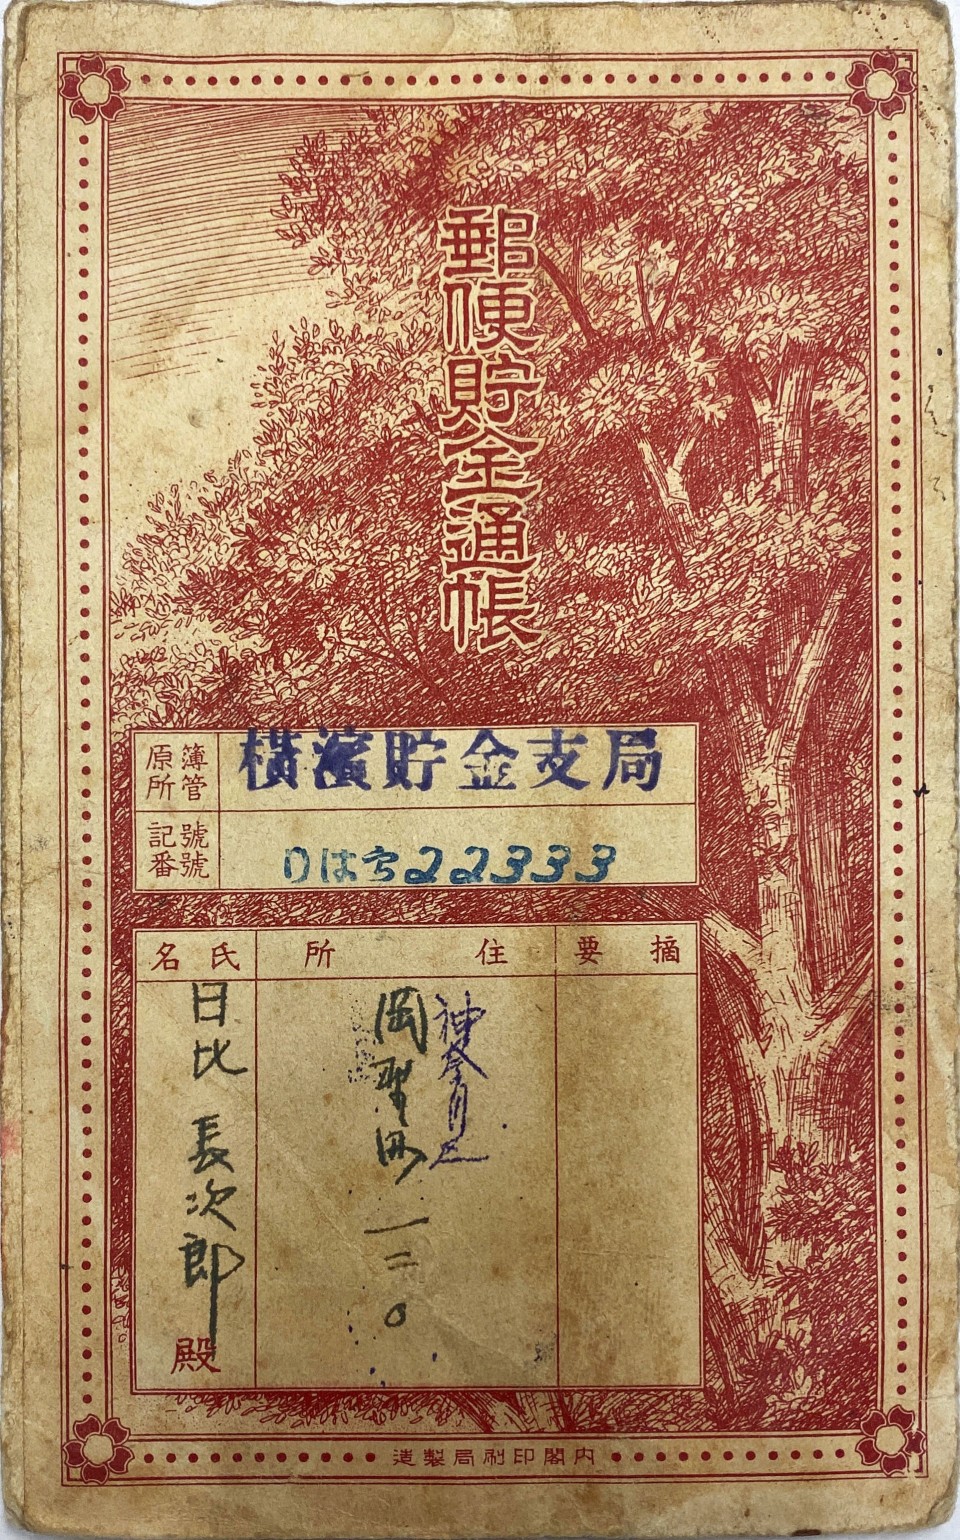 郵便貯金通帳
原簿所管
横濱貯金支局
記號番號
りはち22333
摘要
住所
氏名
神奈川区
岡野町一二〇
日比 長次郎
殿
内閣印刷局製造